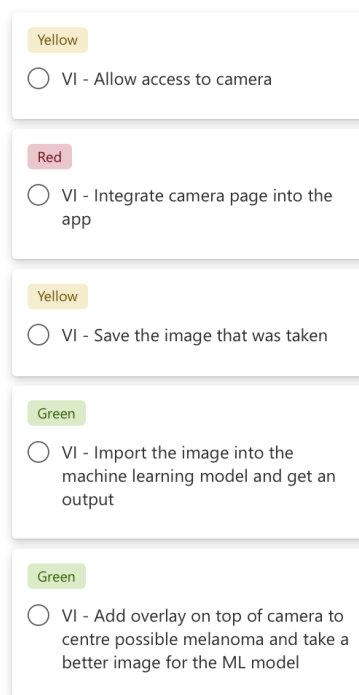 Yellow
VI - Allow access to camera
Red
VI - Integrate camera page into the
app
Yellow
VI - Save the image that was taken
Green
VI - Import the image into the
machine learning model and get an
output
Green
VI - Add overlay on top of camera to
centre possible melanoma and take a
better image for the ML model